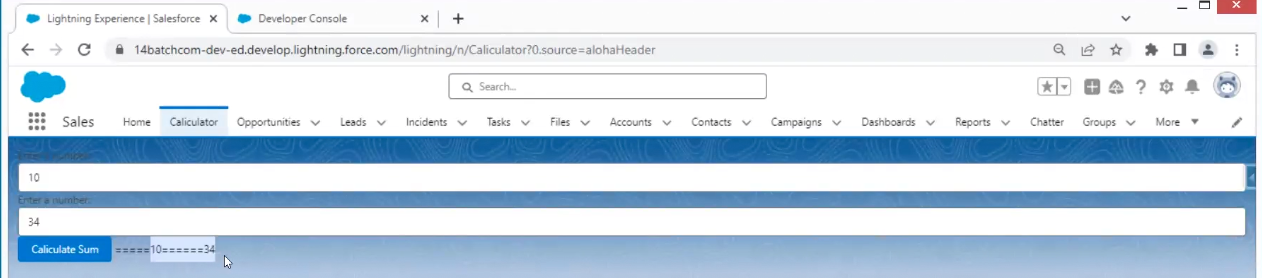 Lightning Experience | Salesforce
Developer Console
14batchcom-dev-ed.develop.lightning.force.com/lightning/n/Caliculator?0.source=alohaHeader
Search...
Sales Home Caliculator Opportunities Leads Incidents Tasks Files Accounts Contacts Campaigns Dashboards Reports Chatter Groups More
10
Enter a number:
34
Calculate Sum =====10======34